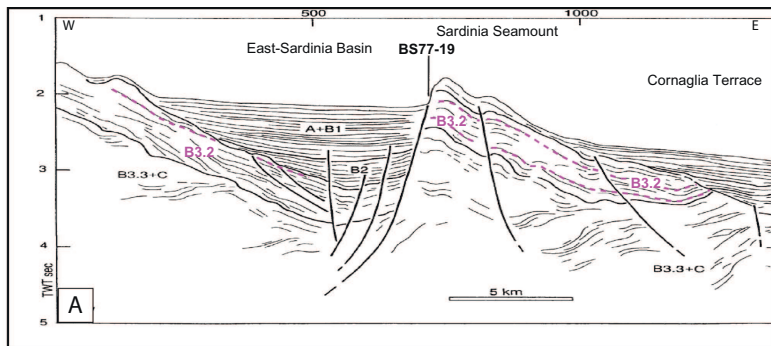 500
1000
1
W
Sardinia Seamount
E
East-Sardinia Basin
BS77-19
Cornaglia Terrace
2
A+B1
B3.2
B3.2
3
B3.3+C
B2
B3.2
4
B3.3+C
TWT sec
A
5 km
5